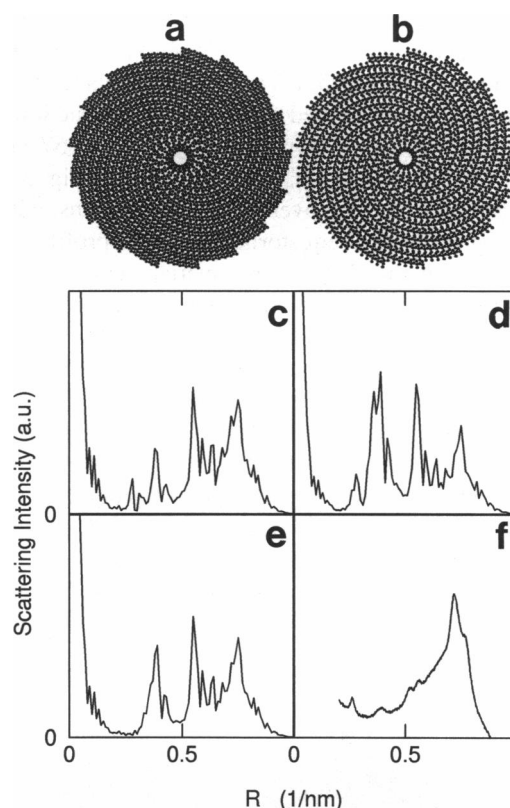 a b
c d
Scattering Intensity (a.u.)
0
e f
0
0 0.5 0 0.5
R (1/nm)